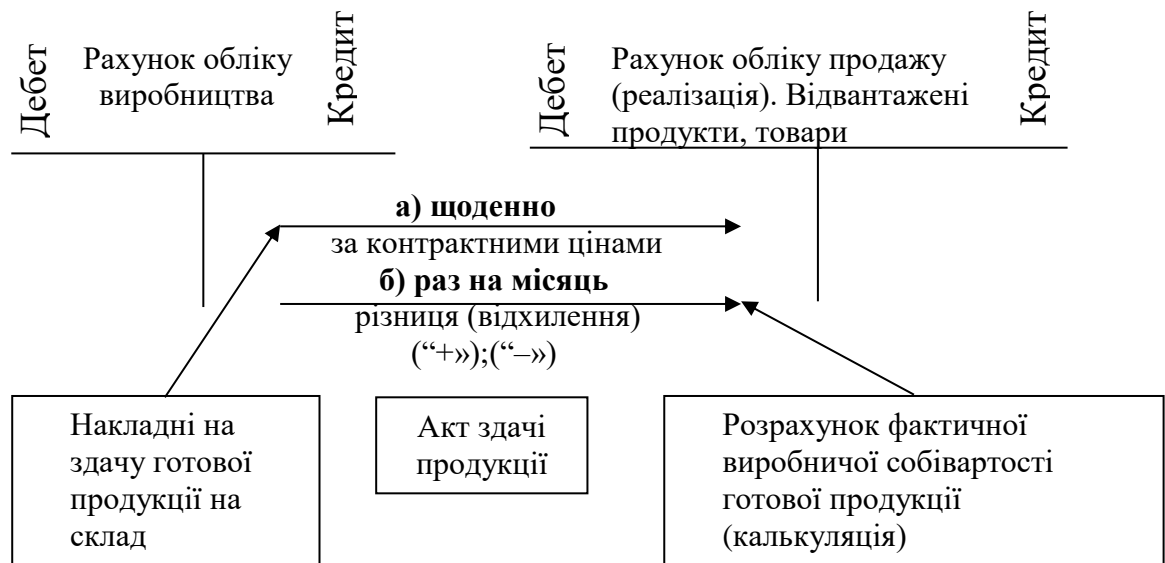 Дебет
Рахунок обліку
виробництва
Кредит
Дебет
Рахунок обліку продажу
(реалізація). Відвантажені
продукти, товари
Кредит
а) щоденно
за контрактними цінами
б) раз на місяць
різниця (відхилення)
(“+»);(“–»)
Накладні на
здачу готової
продукції на
склад
Акт здачі
продукції
Розрахунок фактичної
виробничої собівартості
готової продукції
(калькуляція)